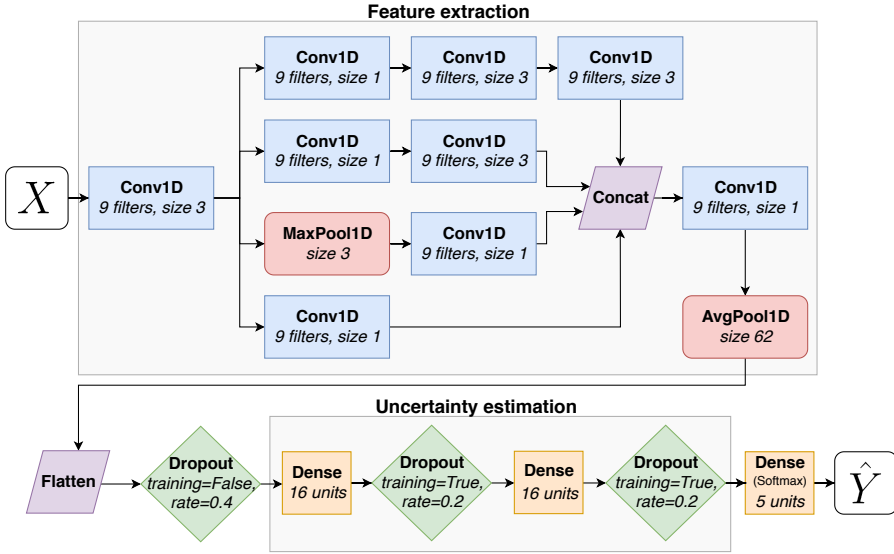 Feature extraction
Conv1D
9 filters, size 1
Conv1D
9 filters, size 3
Conv1D
9 filters, size 3
Conv1D
9 filters, size 1
Conv1D
9 filters, size 3
X
Conv1D
9 filters, size 3
Concat
Conv1D
9 filters, size 1
MaxPool1D
size 3
Conv1D
9 filters, size 1
Conv1D
9 filters, size 1
AvgPool1D
size 62
Uncertainty estimation
Flatten
Dropout
training=False,
rate=0.4
Dense
16 units
Dropout
training=True,
rate=0.2
Dense
16 units
Dropout
training=True,
rate=0.2
Dense
(Softmax)
5 units
Ŷ